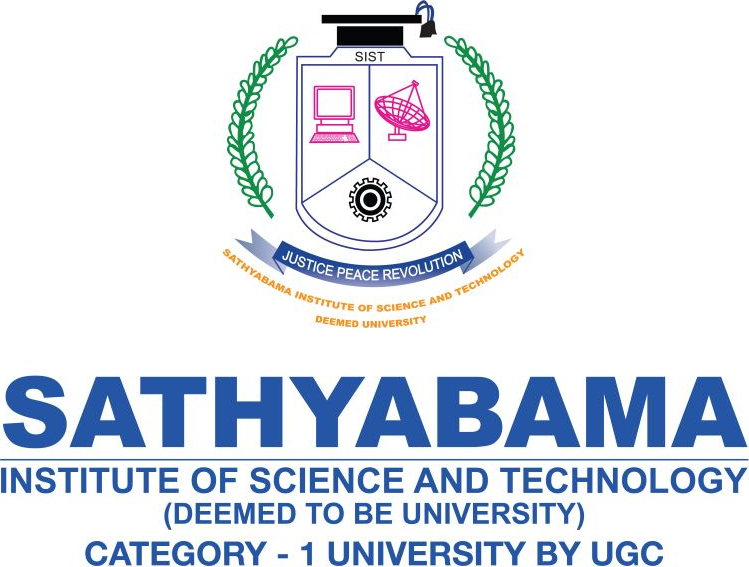 SIST
JUSTICE PEACE REVOLUTION
SATHYABAMA INSTITUTE OF SCIENCE AND TECHNOLOGY
DEEMED UNIVERSITY
SATHYABAMA
INSTITUTE OF SCIENCE AND TECHNOLOGY
(DEEMED TO BE UNIVERSITY)
CATEGORY - 1 UNIVERSITY BY UGC